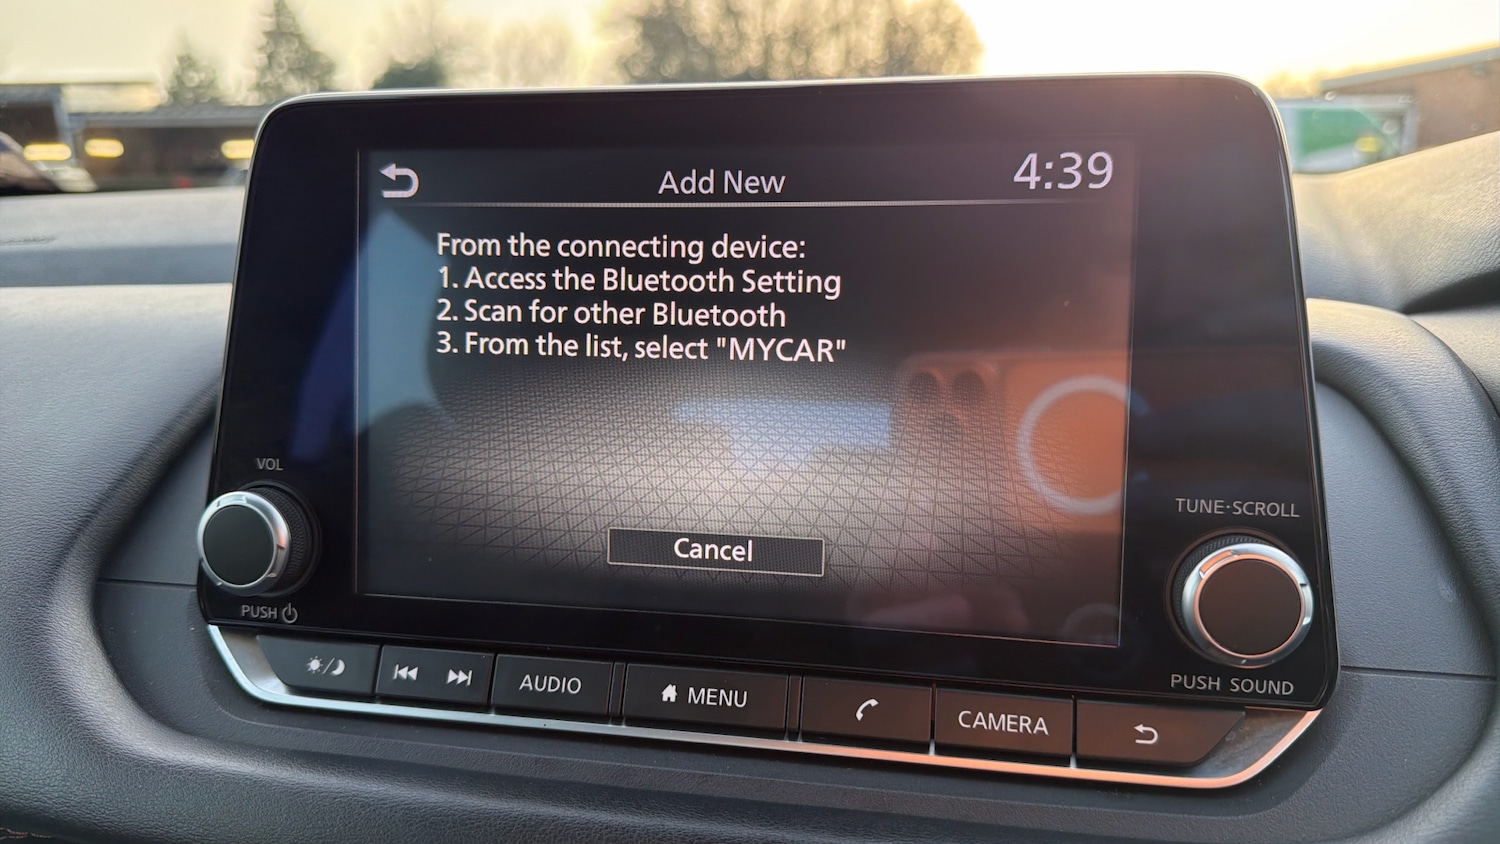 Add New
4:39
From the connecting device:
1. Access the Bluetooth Setting
2. Scan for other Bluetooth
3. From the list, select "MYCAR"
Cancel
VOL
PUSH
TUNE·SCROLL
PUSH SOUND
AUDIO
MENU
CAMERA